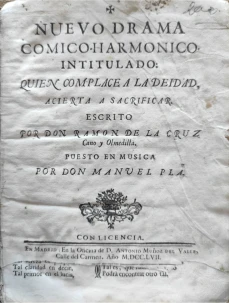 NUEVO DRAMA
COMICO-HARMONICO.
INTITULADO:
QUIEN COMPLACE A LA DEIDAD,
ACIERTA A SACRIFICAR.
ESCRITO
POR DON RAMON DE LA CRUZ
Cano y Olmedilla,
PUESTO EN MUSICA
POR DON MANUEL PLA.
CON LICENCIA.
En Madrid: En la Oficina de D. Antonio Muñoz del Valle,
Calle del Carmen. Año M.DCC.LVII.